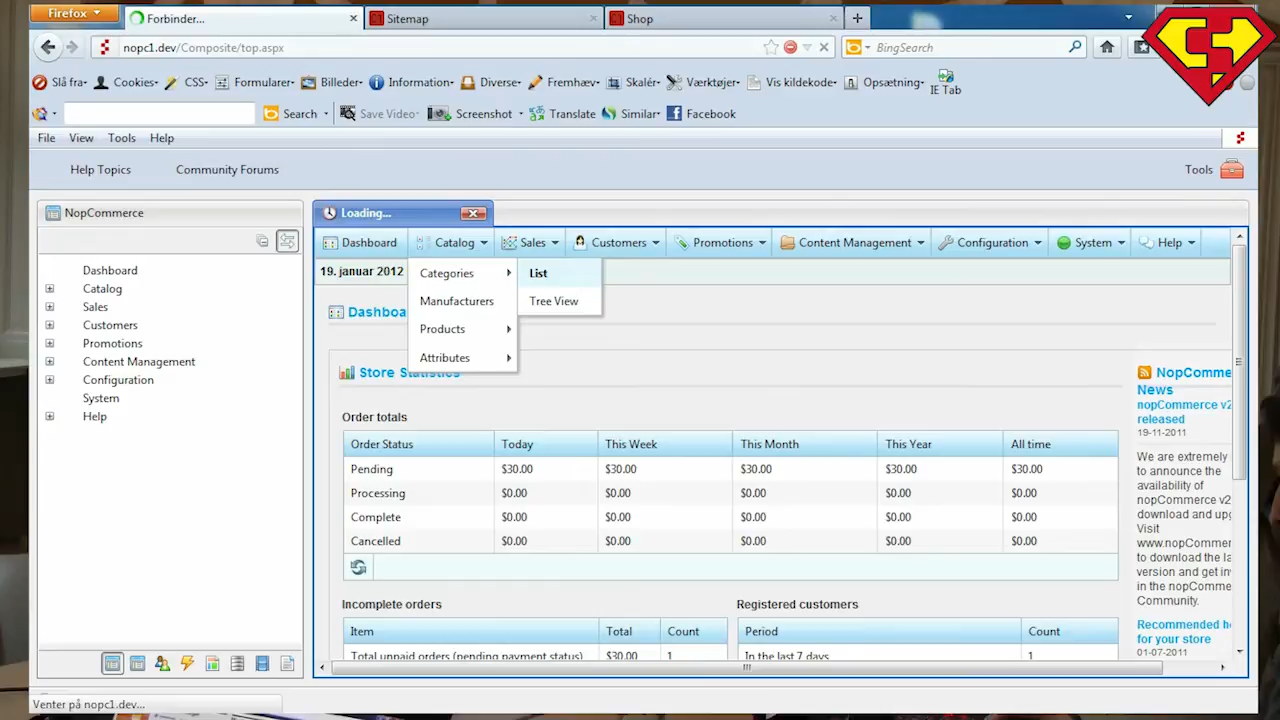 Firefox
Forbinder...
Sitemap
Shop
nopc1.dev/Composite/top.aspx
BingSearch
Slå fra
Cookies
CSS
Formularer
Billeder
Information
Diverse
Fremhæv
Skalér
Værktøjer
Vis kildekode
Opsætning
IE Tab
Search
Save Video
Screenshot
Translate
Similar
Facebook
File View Tools Help
Help Topics
Community Forums
Tools
NopCommerce
Loading...
Dashboard
Catalog
Sales
Customers
Promotions
Content Management
Configuration
System
Help
Dashboard
Catalog
Sales
Customers
Promotions
Content Management
Configuration
System
Help
19. januar 2012
Categories
Manufacturers
Products
Attributes
List
Tree View
Dashboa
Store Statistics
Order totals
Order Status Today This Week This Month This Year All time
Pending $30.00 $30.00 $30.00 $30.00 $30.00
Processing $0.00 $0.00 $0.00 $0.00 $0.00
Complete $0.00 $0.00 $0.00 $0.00 $0.00
Cancelled $0.00 $0.00 $0.00 $0.00 $0.00
Incomplete orders
Item Total Count
Total unpaid orders (pending payment status) $30.00 1
Registered customers
Period Count
In the last 7 days 1
NopComme
News
nopCommerce v2
released
19-11-2011
We are extremely
to announce the
availability of
nopCommerce v2
download and upg
Visit
www.nopCommer
to download the la
version and get in
in the nopComme
Community.
Recommended h
for your store
01-07-2011
Venter på nopc1.dev...